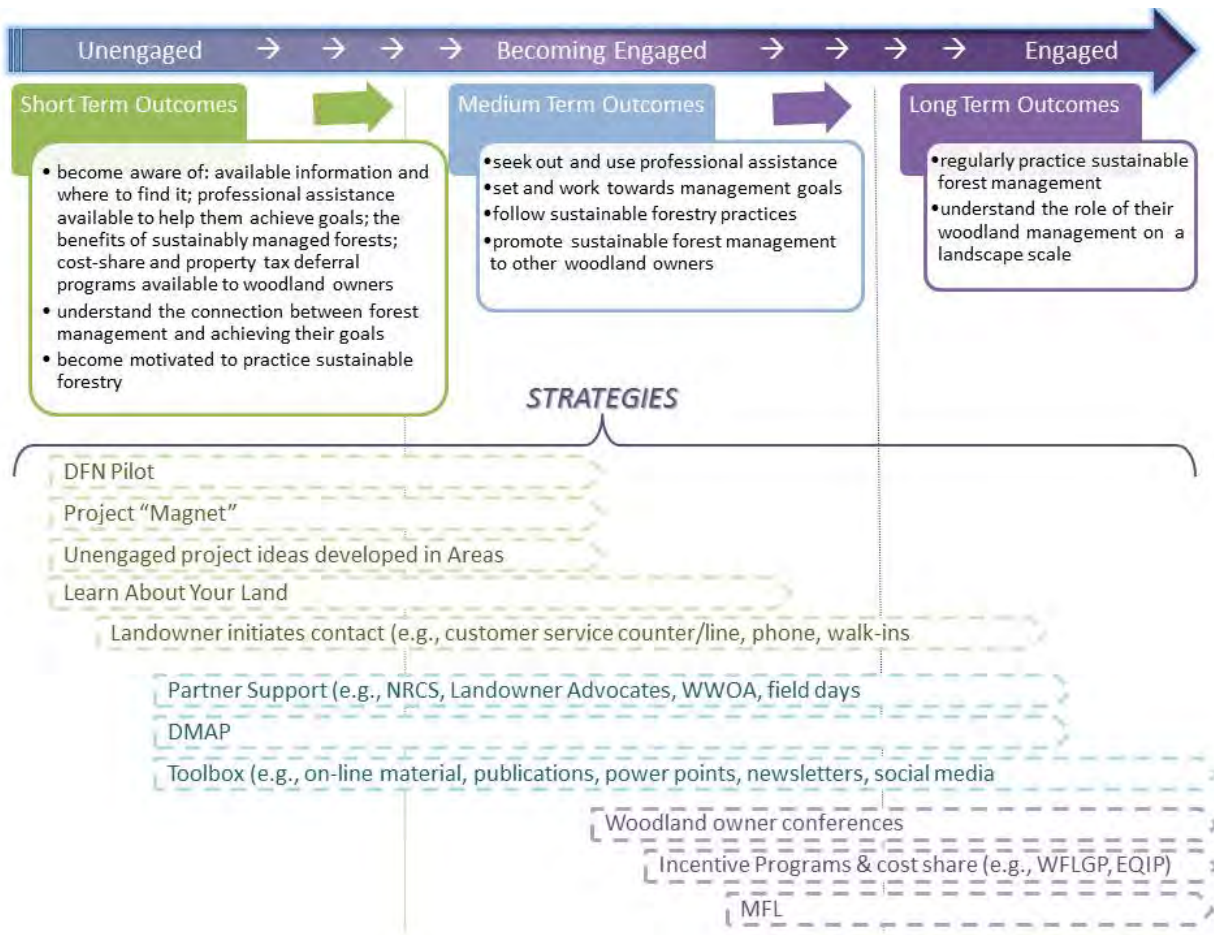 Unengaged → → → → Becoming Engaged → → → → Engaged
Short Term Outcomes
• become aware of: available information and
where to find it; professional assistance
available to help them achieve goals; the
benefits of sustainably managed forests;
cost-share and property tax deferral
programs available to woodland owners
• understand the connection between forest
management and achieving their goals
• become motivated to practice sustainable
forestry
Medium Term Outcomes
•seek out and use professional assistance
•set and work towards management goals
•follow sustainable forestry practices
•promote sustainable forest management
to other woodland owners
Long Term Outcomes
•regularly practice sustainable
forest management
•understand the role of their
woodland management on a
landscape scale
STRATEGIES
DFN Pilot
Project “Magnet”
Unengaged project ideas developed in Areas
Learn About Your Land
Landowner initiates contact (e.g., customer service counter/line, phone, walk-ins
Partner Support (e.g., NRCS, Landowner Advocates, WWOA, field days
DMAP
Toolbox (e.g., on-line material, publications, power points, newsletters, social media
Woodland owner conferences
Incentive Programs & cost share (e.g., WFLGP, EQIP)
MFL